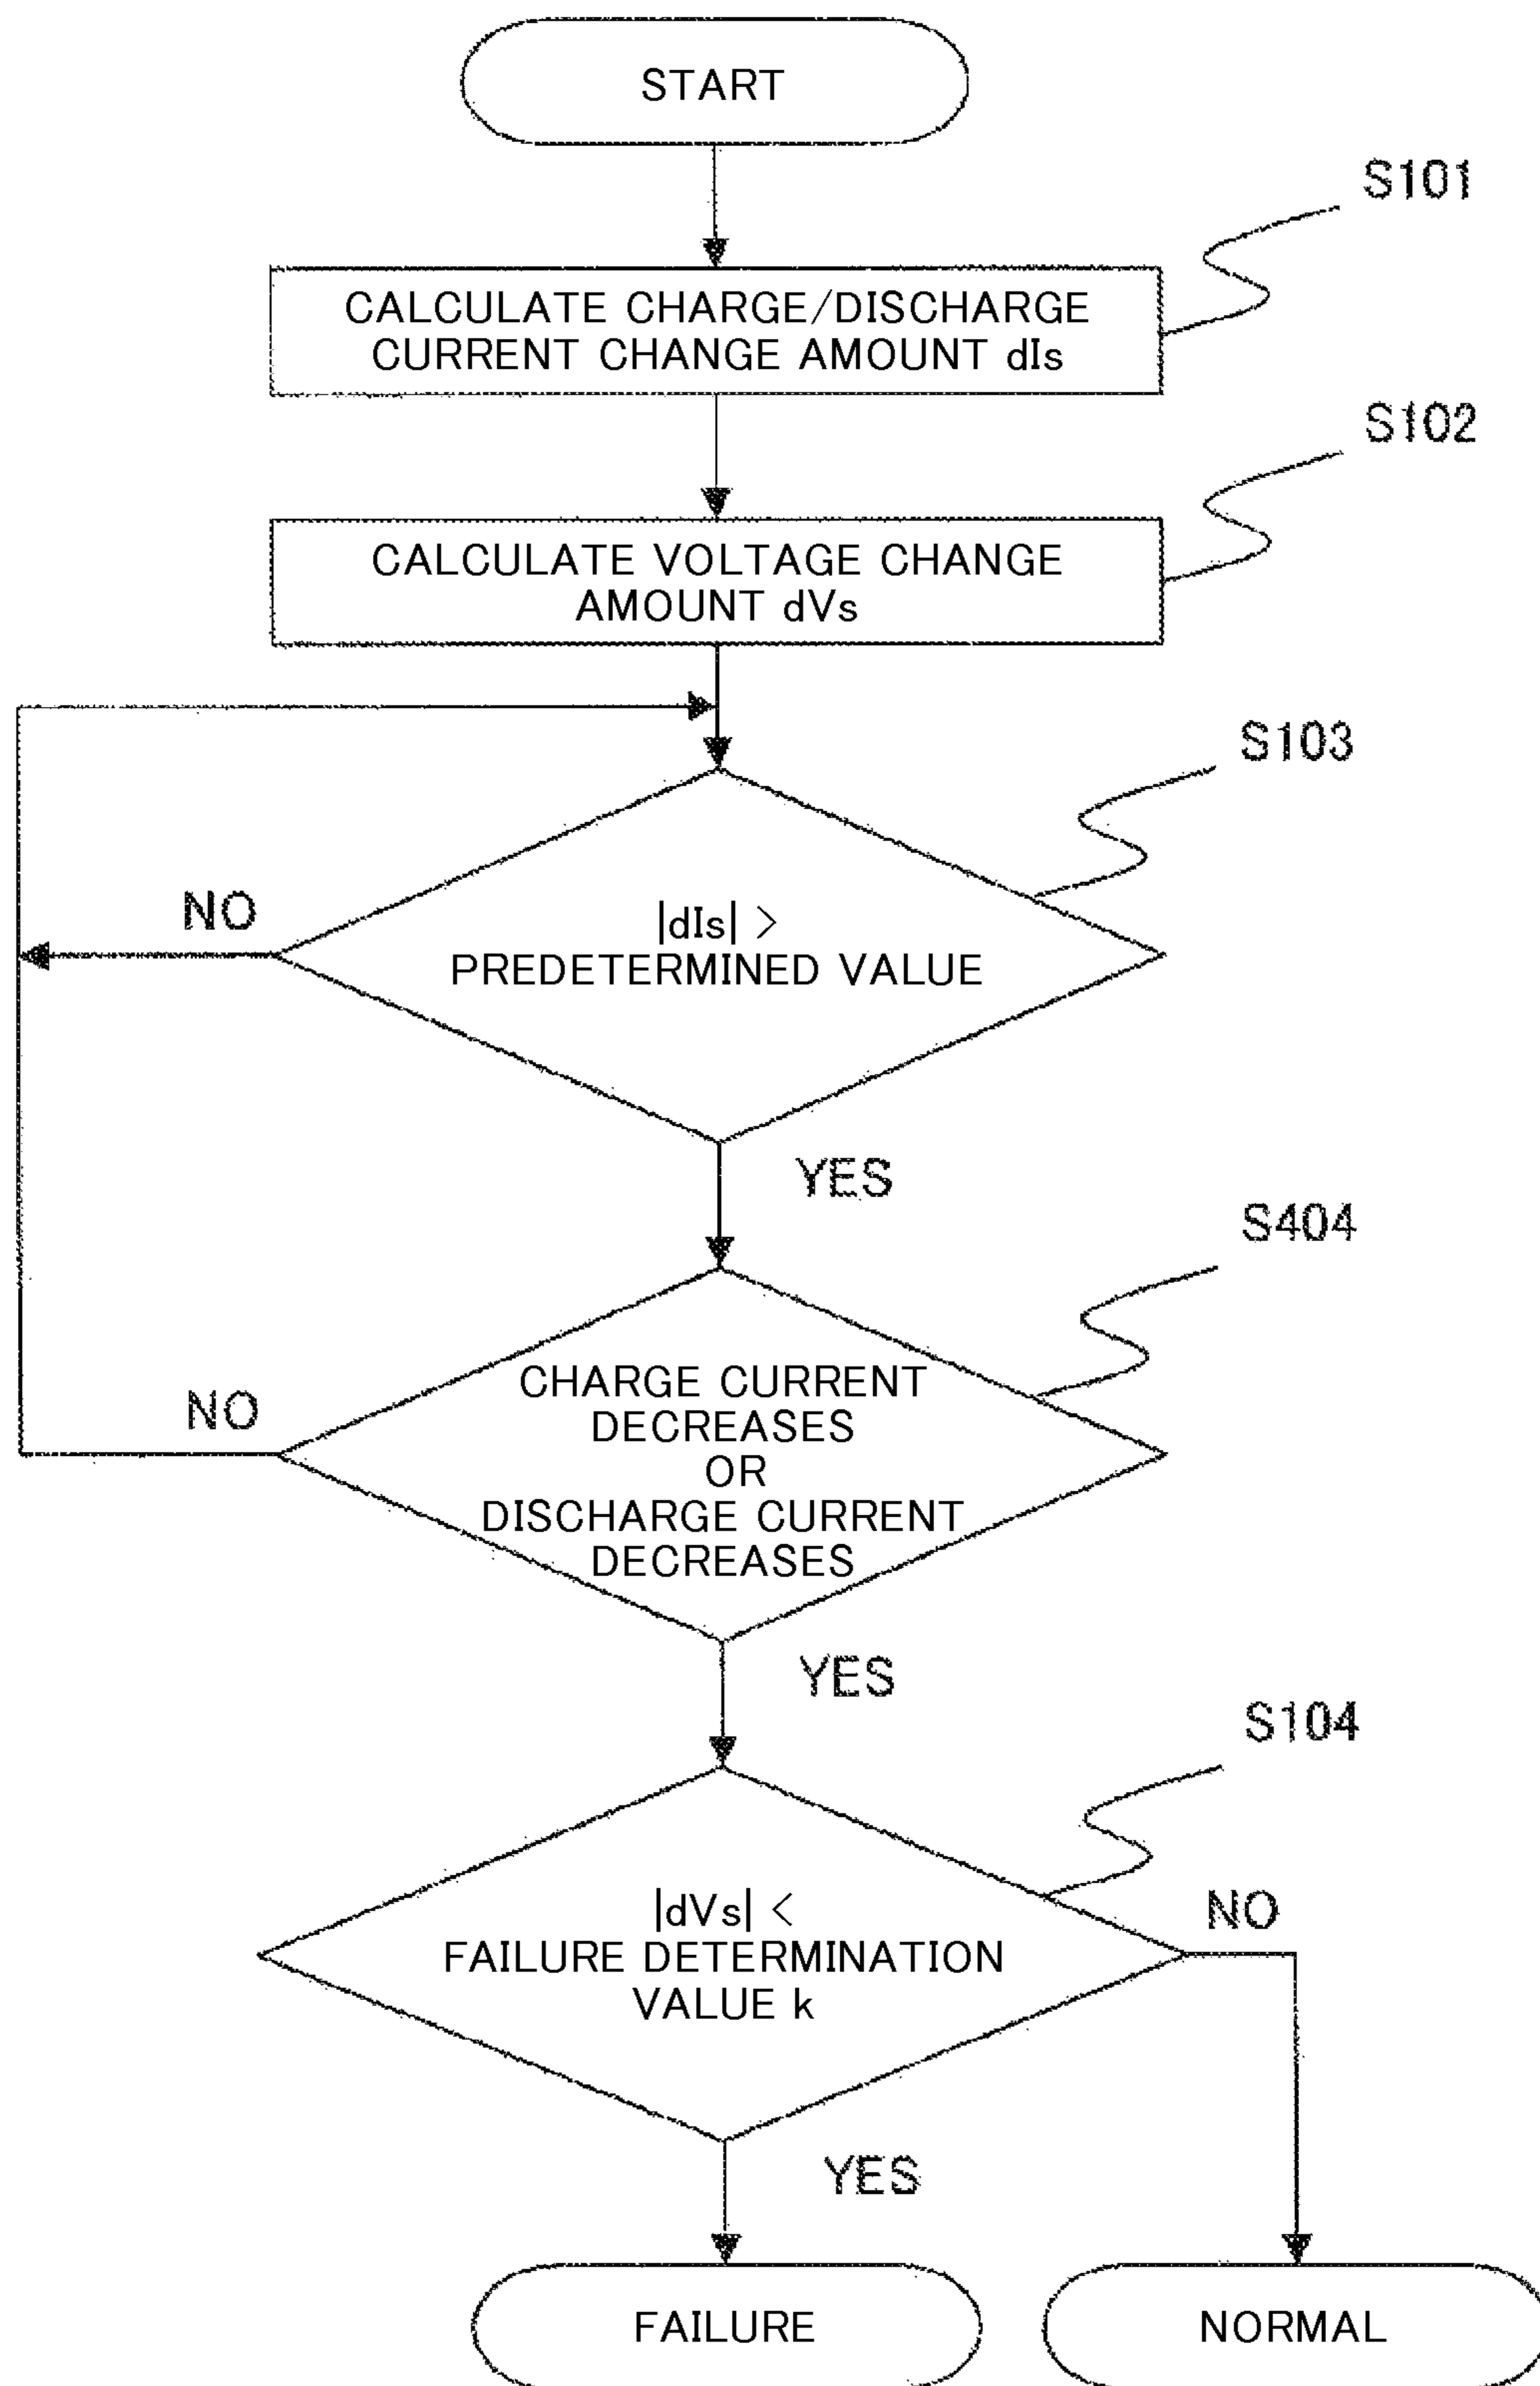 START
S101
CALCULATE CHARGE/DISCHARGE
CURRENT CHANGE AMOUNT dIs
S102
CALCULATE VOLTAGE CHANGE
AMOUNT dVs
S103
NO
|dIs| >
PREDETERMINED VALUE
YES
S404
NO
CHARGE CURRENT
DECREASES
OR
DISCHARGE CURRENT
DECREASES
YES
S104
|dVs| <
FAILURE DETERMINATION
VALUE k
NO
YES
FAILURE
NORMAL